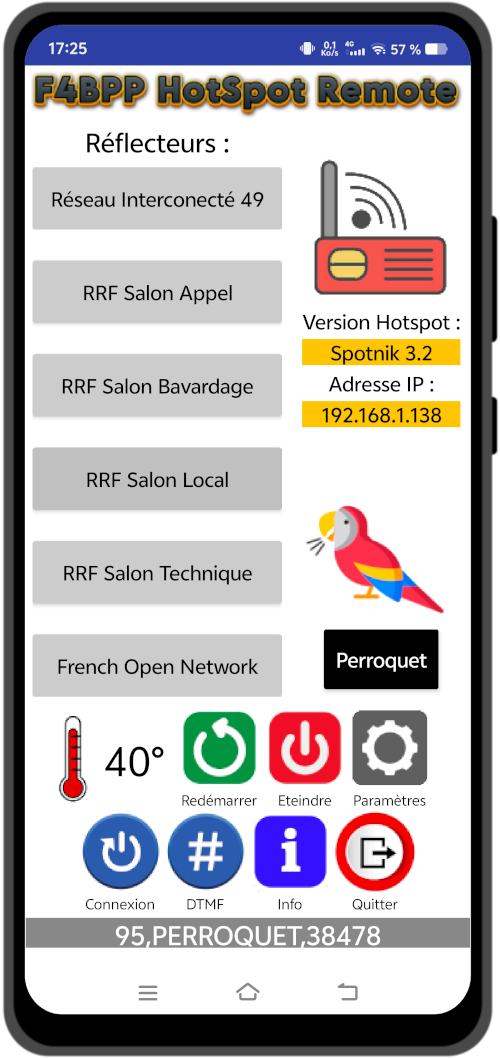 17:25
0.1
Ko/s
4G
57 %
F4BPP HotSpot Remote
Réflecteurs :
Réseau Interconecté 49
RRF Salon Appel
RRF Salon Bavardage
RRF Salon Local
RRF Salon Technique
French Open Network
Version Hotspot :
Spotnik 3.2
Adresse IP :
192.168.1.138
Perroquet
40°
Redémarrer
Eteindre
Paramètres
Connexion
#
DTMF
i
Info
Quitter
95,PERROQUET,38478